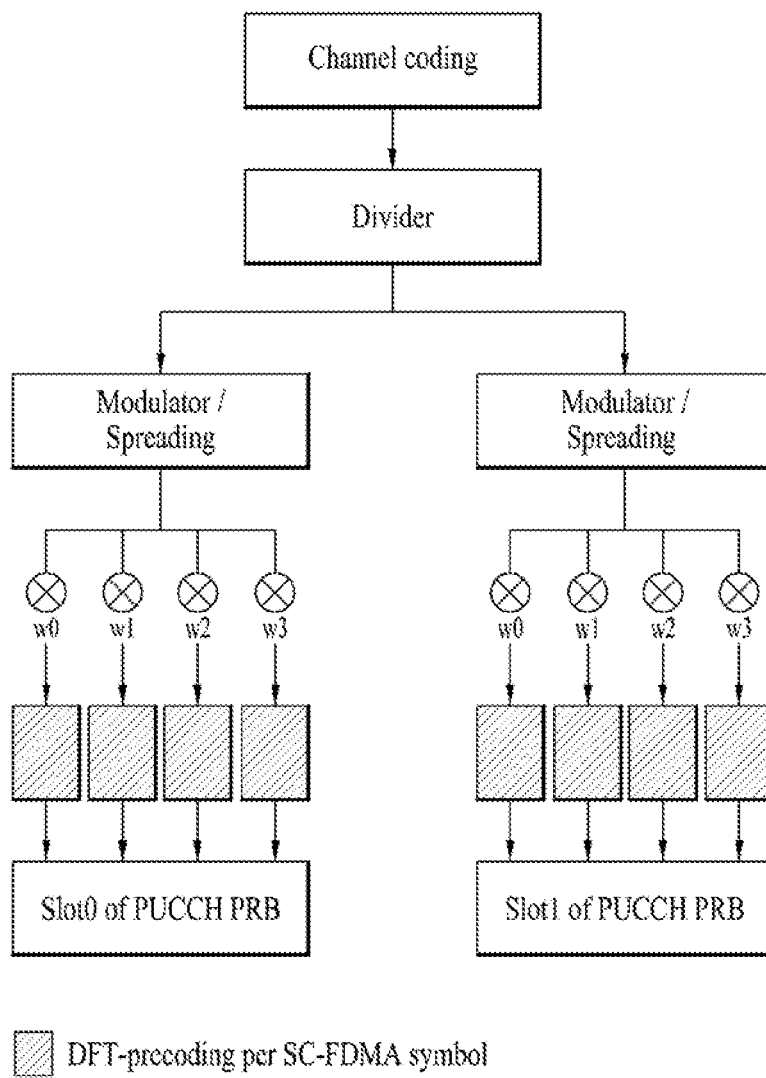 Channel coding
Divider
Modulator /
Spreading
Modulator /
Spreading
w0 w1 w2 w3
w0 w1 w2 w3
Slot0 of PUCCH PRB
Slot1 of PUCCH PRB
DFT-precoding per SC-FDMA symbol